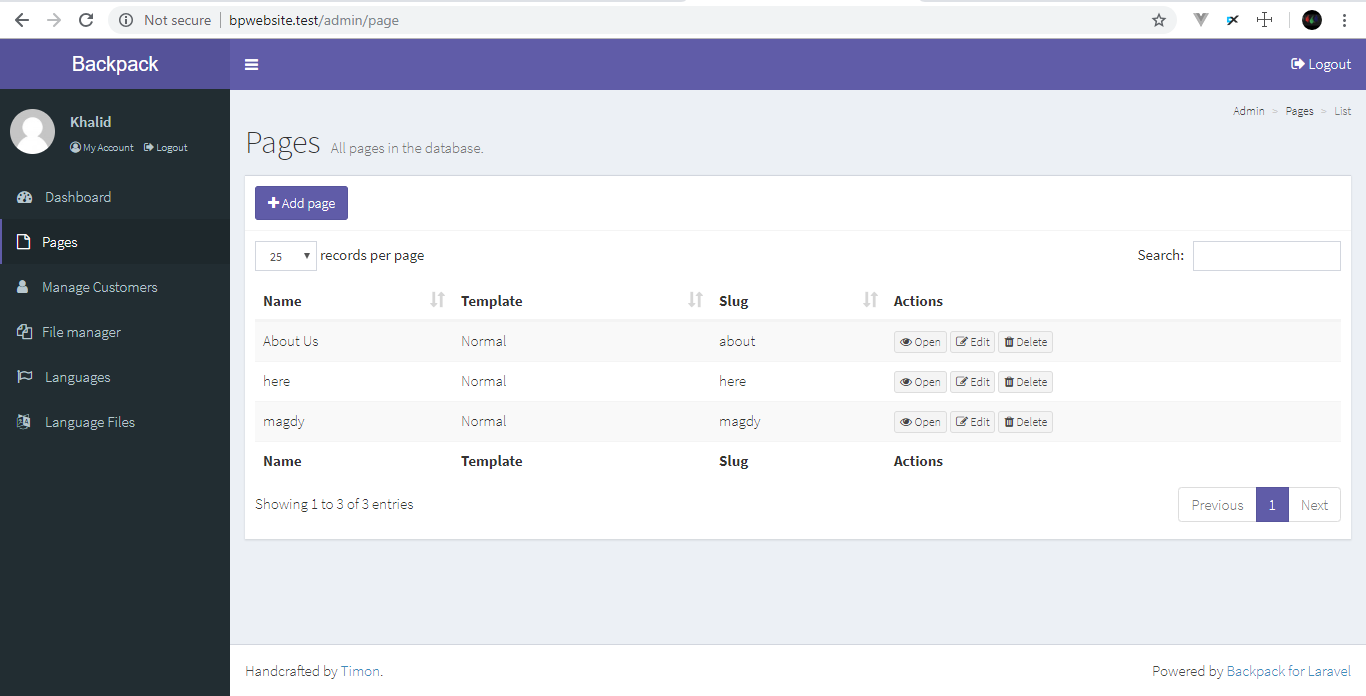 Not secure | bpwebsite.test/admin/page
Backpack
Logout
Khalid
My Account Logout
Dashboard
Pages
Manage Customers
File manager
Languages
Language Files
Admin > Pages > List
Pages All pages in the database.
Add page
25 records per page Search:
Name Template Slug Actions
About Us Normal about Open Edit Delete
here Normal here Open Edit Delete
magdy Normal magdy Open Edit Delete
Name Template Slug Actions
Showing 1 to 3 of 3 entries Previous 1 Next
Handcrafted by Timon. Powered by Backpack for Laravel